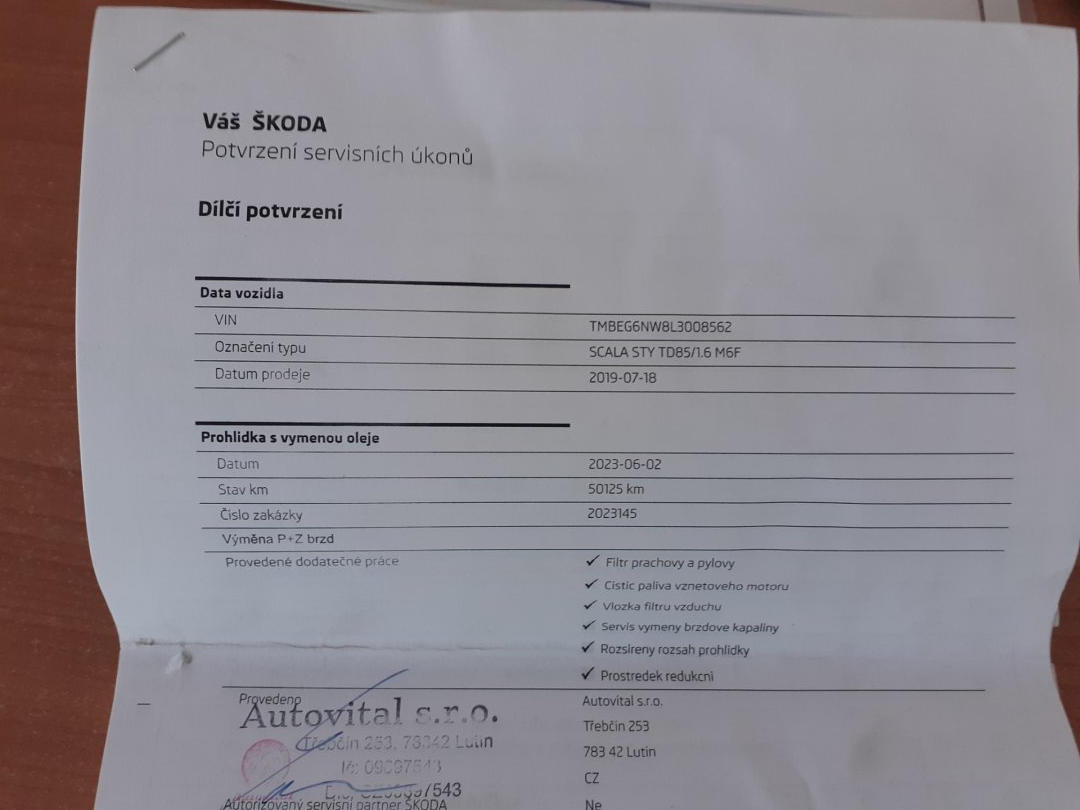 Váš ŠKODA
Potvrzení servisních úkonů
Dílčí potvrzení
Data vozidla
VIN TMBEG6NW8L3008562
Označení typu SCALA STY TD85/1.6 M6F
Datum prodeje 2019-07-18
Prohlidka s vymenou oleje
Datum 2023-06-02
Stav km 50125 km
Číslo zakázky 2023145
Výměna P+Z brzd
Provedené dodatečné práce ✓ Filtr prachovy a pylovy
✓ Cistic paliva vznetoveho motoru
✓ Vlozka filtru vzduchu
✓ Servis vymeny brzdove kapaliny
✓ Rozsireny rozsah prohlidky
✓ Prostredek redukcni
Provedeno Autovital s.r.o.
Autovital s.r.o.
Třebčín 253
Třebčín 253, 78342 Lutín
783 42 Lutin
CZ
Autorizovaný servisní partner ŠKODA Ne